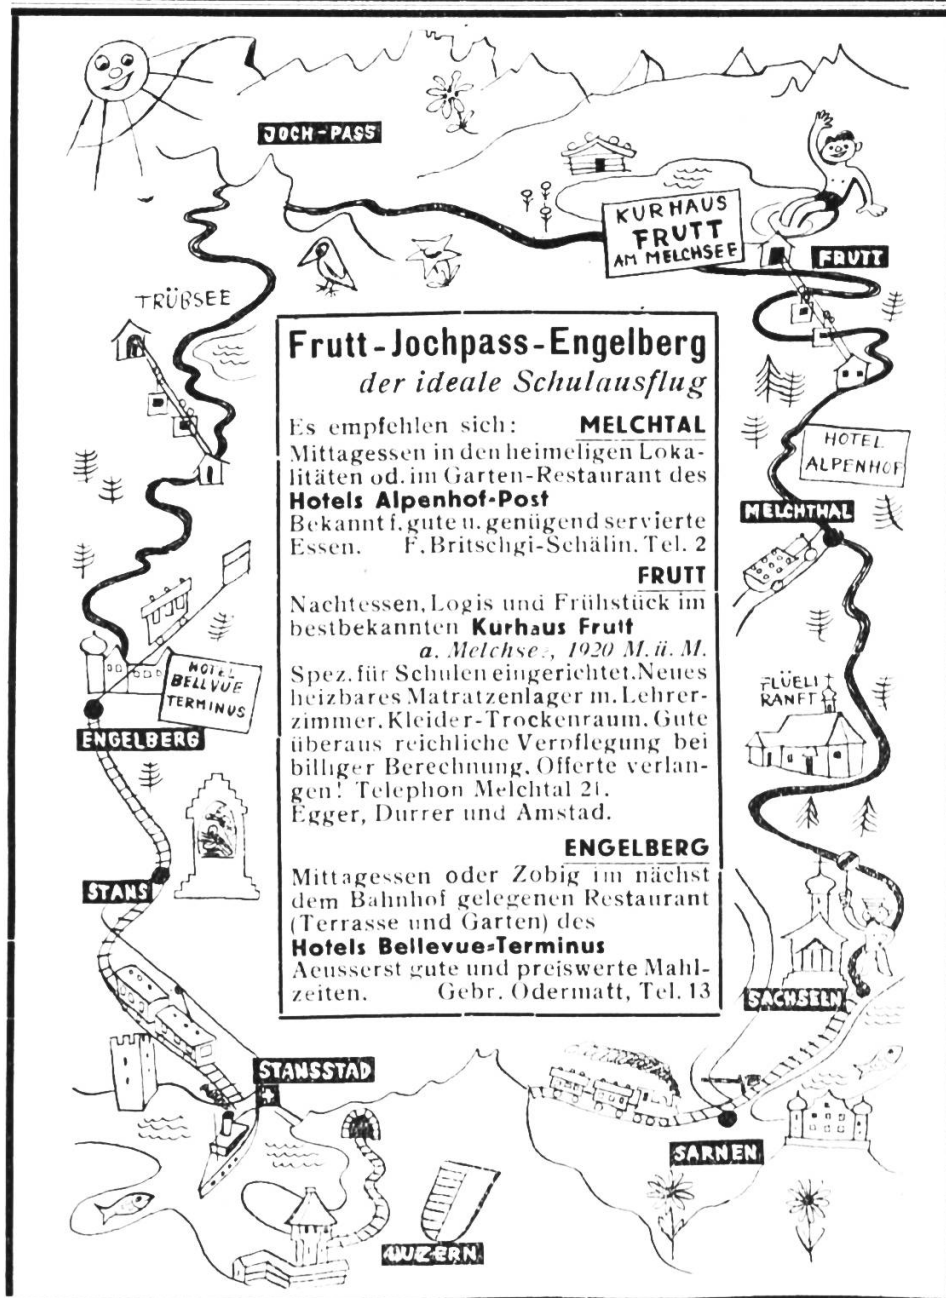 JOCH-PASS
KURHAUS
FRUTT
AM MELCHSEE
FRUTT
TRÜBSEE
Frutt-Jochpass-Engelberg
der ideale Schulausflug
Es empfehlen sich: MELCHTAL
Mittagessen in den heimeligen Loka-
litäten od. im Garten-Restaurant des
Hotels Alpenhof-Post
Bekannt f. gute u. genügend servierte
Essen. F. Britschgi-Schälin. Tel. 2
FRUTT
Nachtessen, Logis und Frühstück im
bestbekannten Kurhaus Frutt
a. Melchsee, 1920 M. ü. M.
Spez. für Schulen eingerichtet. Neues
heizbares Matratzenlager m. Lehrer-
zimmer. Kleider-Trockenraum. Gute
überaus reichliche Verpflegung bei
billiger Berechnung. Offerte verlan-
gen! Telephon Melchtal 21.
Egger, Durrer und Amstad.
ENGELBERG
Mittagessen oder Zobig im nächst
dem Bahnhof gelegenen Restaurant
(Terrasse und Garten) des
Hotels Bellevue-Terminus
Aeusserst gute und preiswerte Mahl-
zeiten. Gebr. Odermatt, Tel. 13
HOTEL
ALPENHOF
MELCHTHAL
HOTEL
BELLVUE
TERMINUS
ENGELBERG
FLÜELI
RANFT
STANS
SACHSELN
STANSSTAD
SARNEN
LUZERN